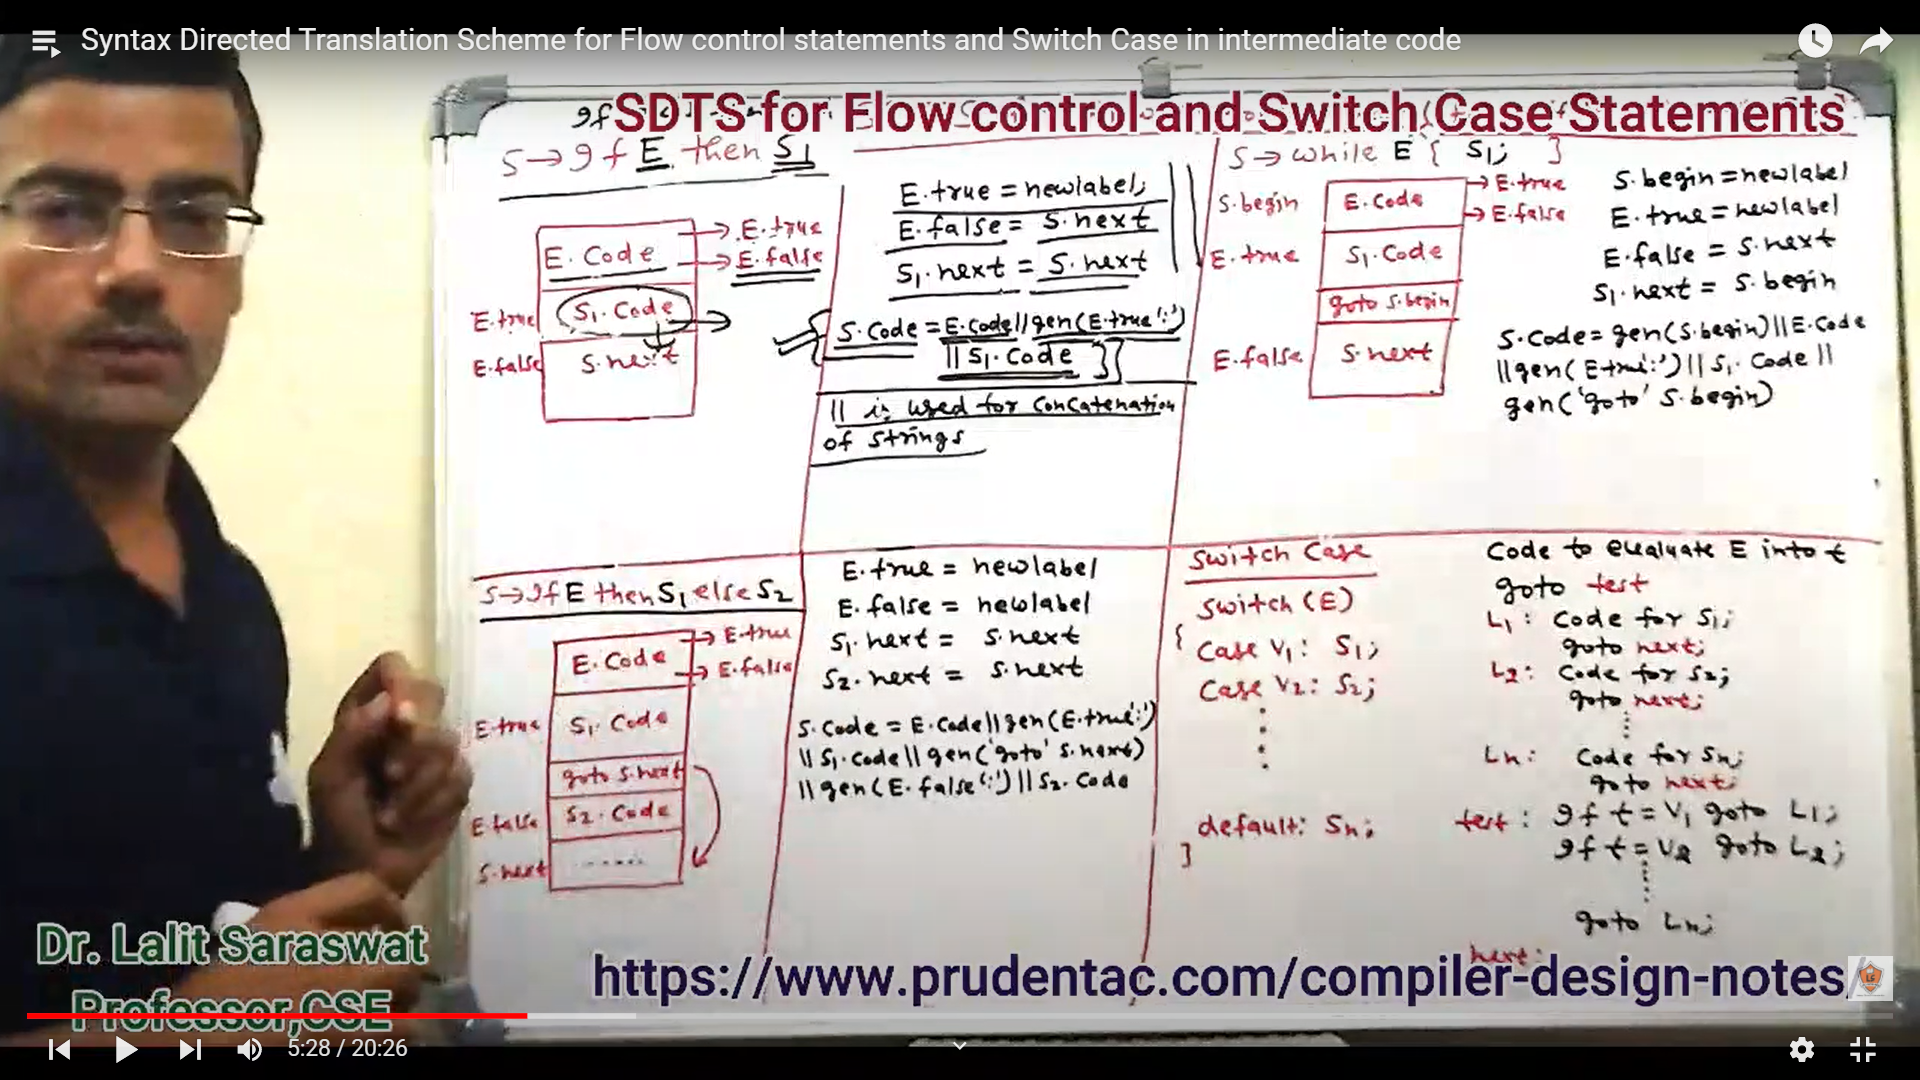 Syntax Directed Translation Scheme for Flow control statements and Switch Case in intermediate code
SDTS for Flow control and Switch Case Statements
S→If E then S1
E.Code
→E.true
→E.false
E.true
S1.Code
E.false
S.next
E.true = newlabel;
E.false = S.next
S1.next = S.next
{ S.Code = E.code||gen(E.true':')
|| S1.Code }
|| is used for Concatenation
of strings
S→while E { S1; }
S.begin
E.Code
→E.true
→E.false
E.true
S1.Code
goto S.begin
E.false
S.next
S.begin = newlabel
E.true = newlabel
E.false = S.next
S1.next = S.begin
S.Code = gen(S.begin)||E.Code
||gen(E.true':')||S1.Code||
gen('goto' S.begin)
S→If E then S1 else S2
E.Code
→E.true
→E.false
E.true
S1.Code
goto S.next
E.false
S2.Code
S.next
......
E.true = newlabel
E.false = newlabel
S1.next = S.next
S2.next = S.next
S.Code = E.Code||gen(E.true':')
||S1.Code||gen('goto' S.next)
||gen(E.false':')||S2.Code
Switch Case
Switch (E)
{ Case V1: S1;
Case V2: S2;
default: Sn;
}
Code to evaluate E into t
goto test
L1: Code for S1;
goto next;
L2: Code for S2;
goto next;
Ln: Code for Sn;
goto next;
test: If t=V1 goto L1;
If t=V2 goto L2;
goto Ln;
next:
Dr. Lalit Saraswat
Professor,CSE
https://www.prudentac.com/compiler-design-notes/
5:28 / 20:26